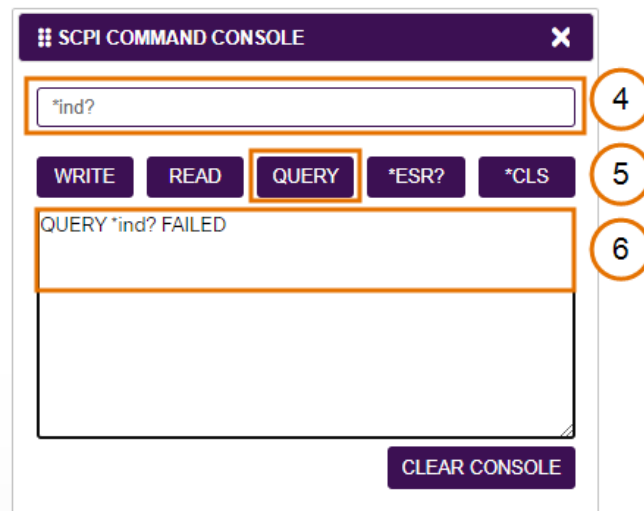 SCPI COMMAND CONSOLE
*ind?
4
WRITE READ QUERY *ESR? *CLS
5
QUERY *ind? FAILED
6
CLEAR CONSOLE